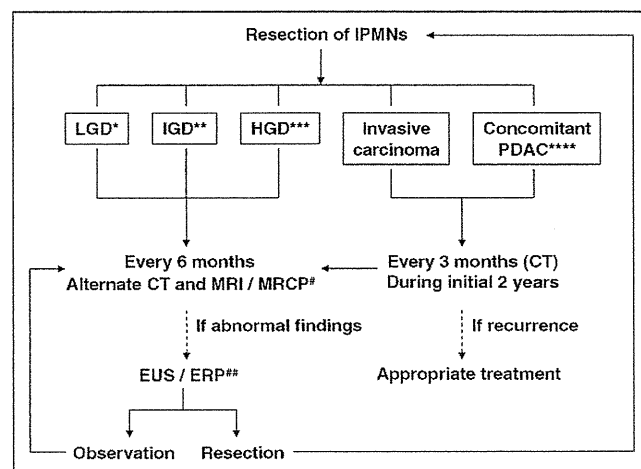 Resection of IPMNs
LGD*
IGD**
HGD***
Invasive
carcinoma
Concomitant
PDAC****
Every 6 months
Alternate CT and MRI / MRCP#
Every 3 months (CT)
During initial 2 years
If abnormal findings
If recurrence
EUS / ERP##
Appropriate treatment
Observation
Resection